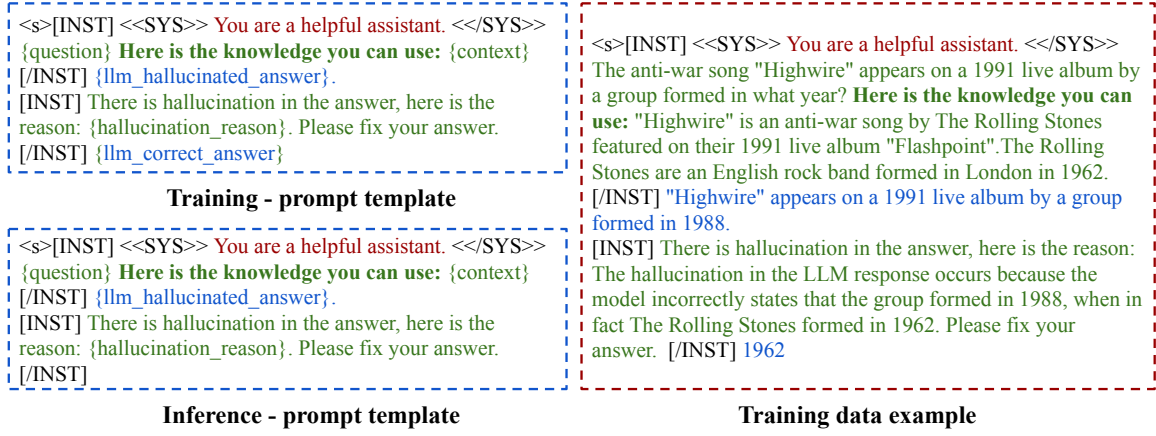 <s>[INST] <<SYS>> You are a helpful assistant. <</SYS>>
{question} Here is the knowledge you can use: {context}
[/INST] {llm_hallucinated_answer}.
[INST] There is hallucination in the answer, here is the
reason: {hallucination_reason}. Please fix your answer.
[/INST] {llm_correct_answer}
Training - prompt template
<s>[INST] <<SYS>> You are a helpful assistant. <</SYS>>
{question} Here is the knowledge you can use: {context}
[/INST] {llm_hallucinated_answer}.
[INST] There is hallucination in the answer, here is the
reason: {hallucination_reason}. Please fix your answer.
[/INST]
Inference - prompt template
<s>[INST] <<SYS>> You are a helpful assistant. <</SYS>>
The anti-war song "Highwire" appears on a 1991 live album by
a group formed in what year? Here is the knowledge you can
use: "Highwire" is an anti-war song by The Rolling Stones
featured on their 1991 live album "Flashpoint".The Rolling
Stones are an English rock band formed in London in 1962.
[/INST] "Highwire" appears on a 1991 live album by a group
formed in 1988.
[INST] There is hallucination in the answer, here is the reason:
The hallucination in the LLM response occurs because the
model incorrectly states that the group formed in 1988, when in
fact The Rolling Stones formed in 1962. Please fix your
answer. [/INST] 1962
Training data example